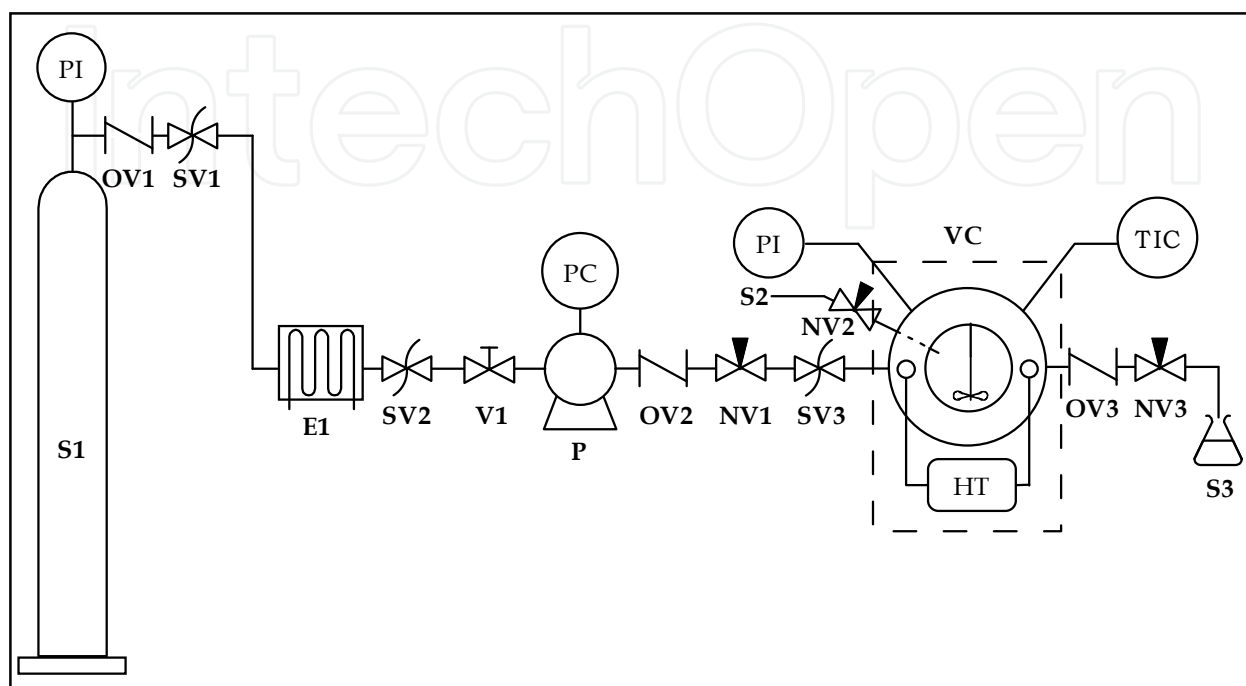 IntechOpen
PI
OV1
SV1
S1
E1
SV2
V1
PC
P
OV2
NV1
SV3
PI
VC
TIC
S2
NV2
HT
OV3
NV3
S3